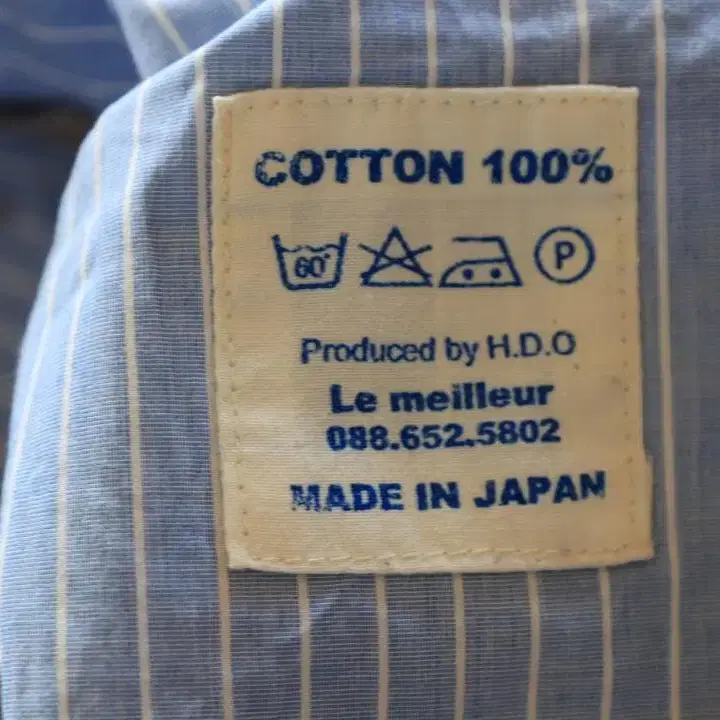 COTTON 100%
60° P
Produced by H.D.O
Le meilleur
088.652.5802
MADE IN JAPAN